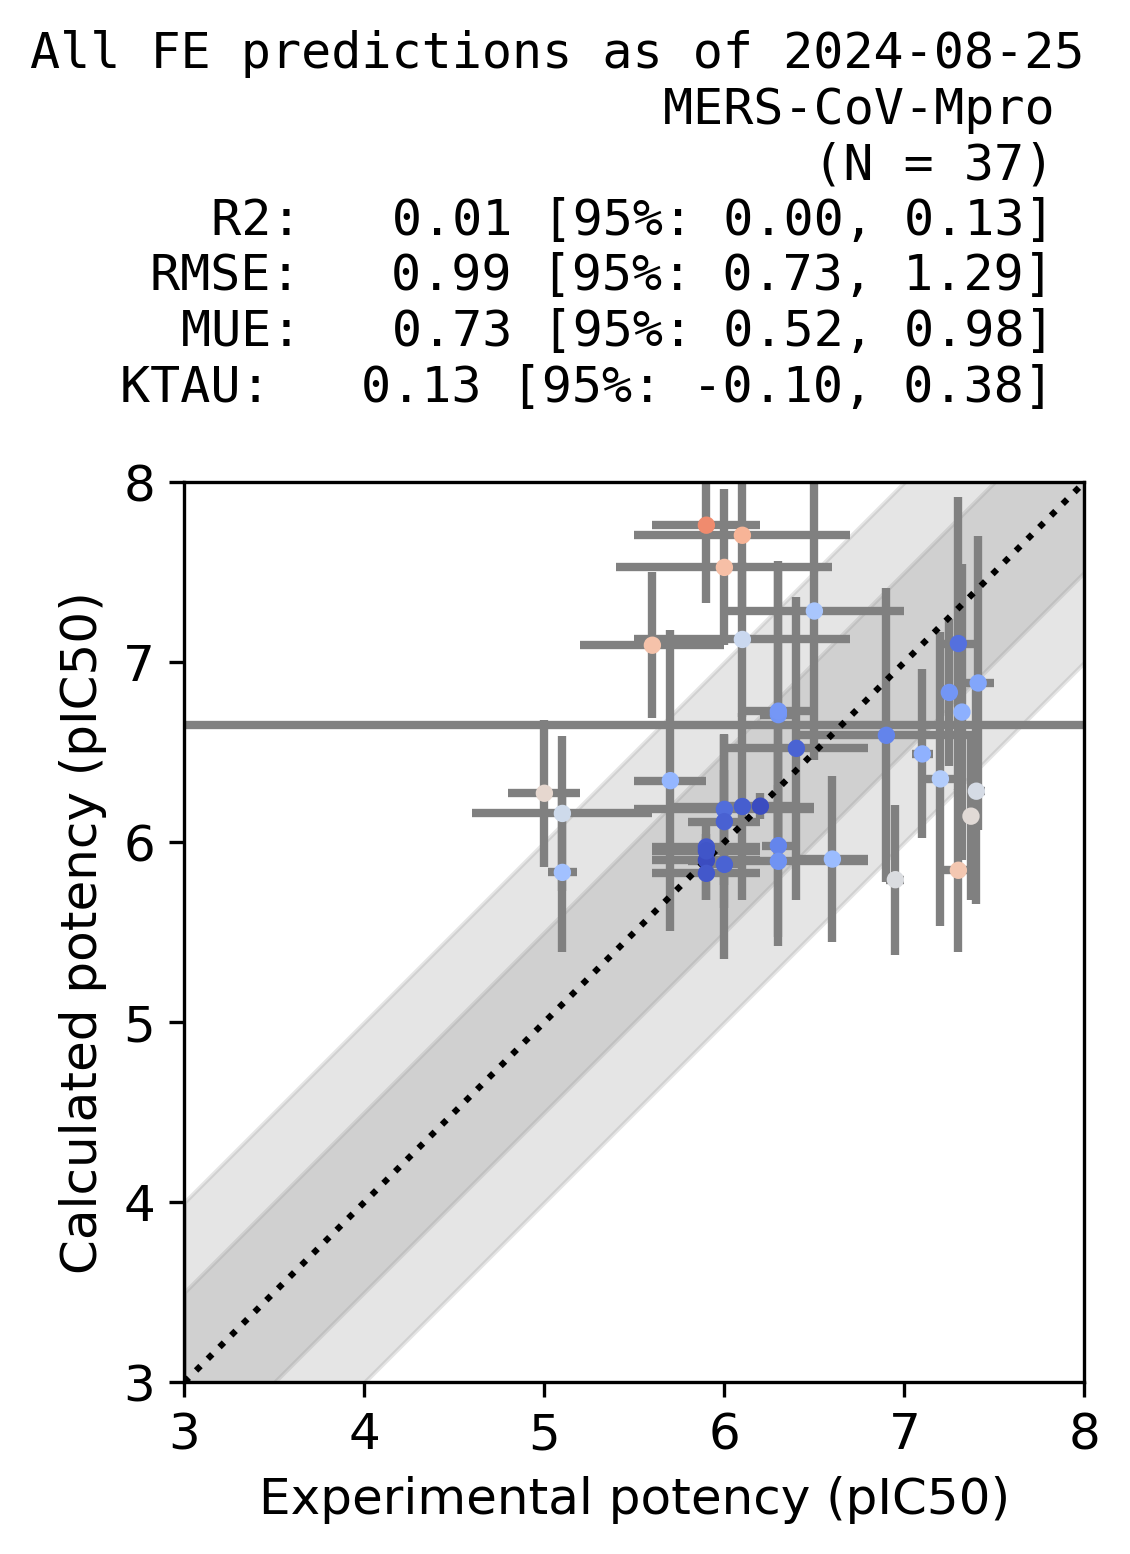 All FE predictions as of 2024-08-25
MERS-CoV-Mpro
(N = 37)
R2: 0.01 [95%: 0.00, 0.13]
RMSE: 0.99 [95%: 0.73, 1.29]
MUE: 0.73 [95%: 0.52, 0.98]
KTAU: 0.13 [95%: -0.10, 0.38]
8
7
6
5
4
3
Calculated potency (pIC50)
3 4 5 6 7 8
Experimental potency (pIC50)